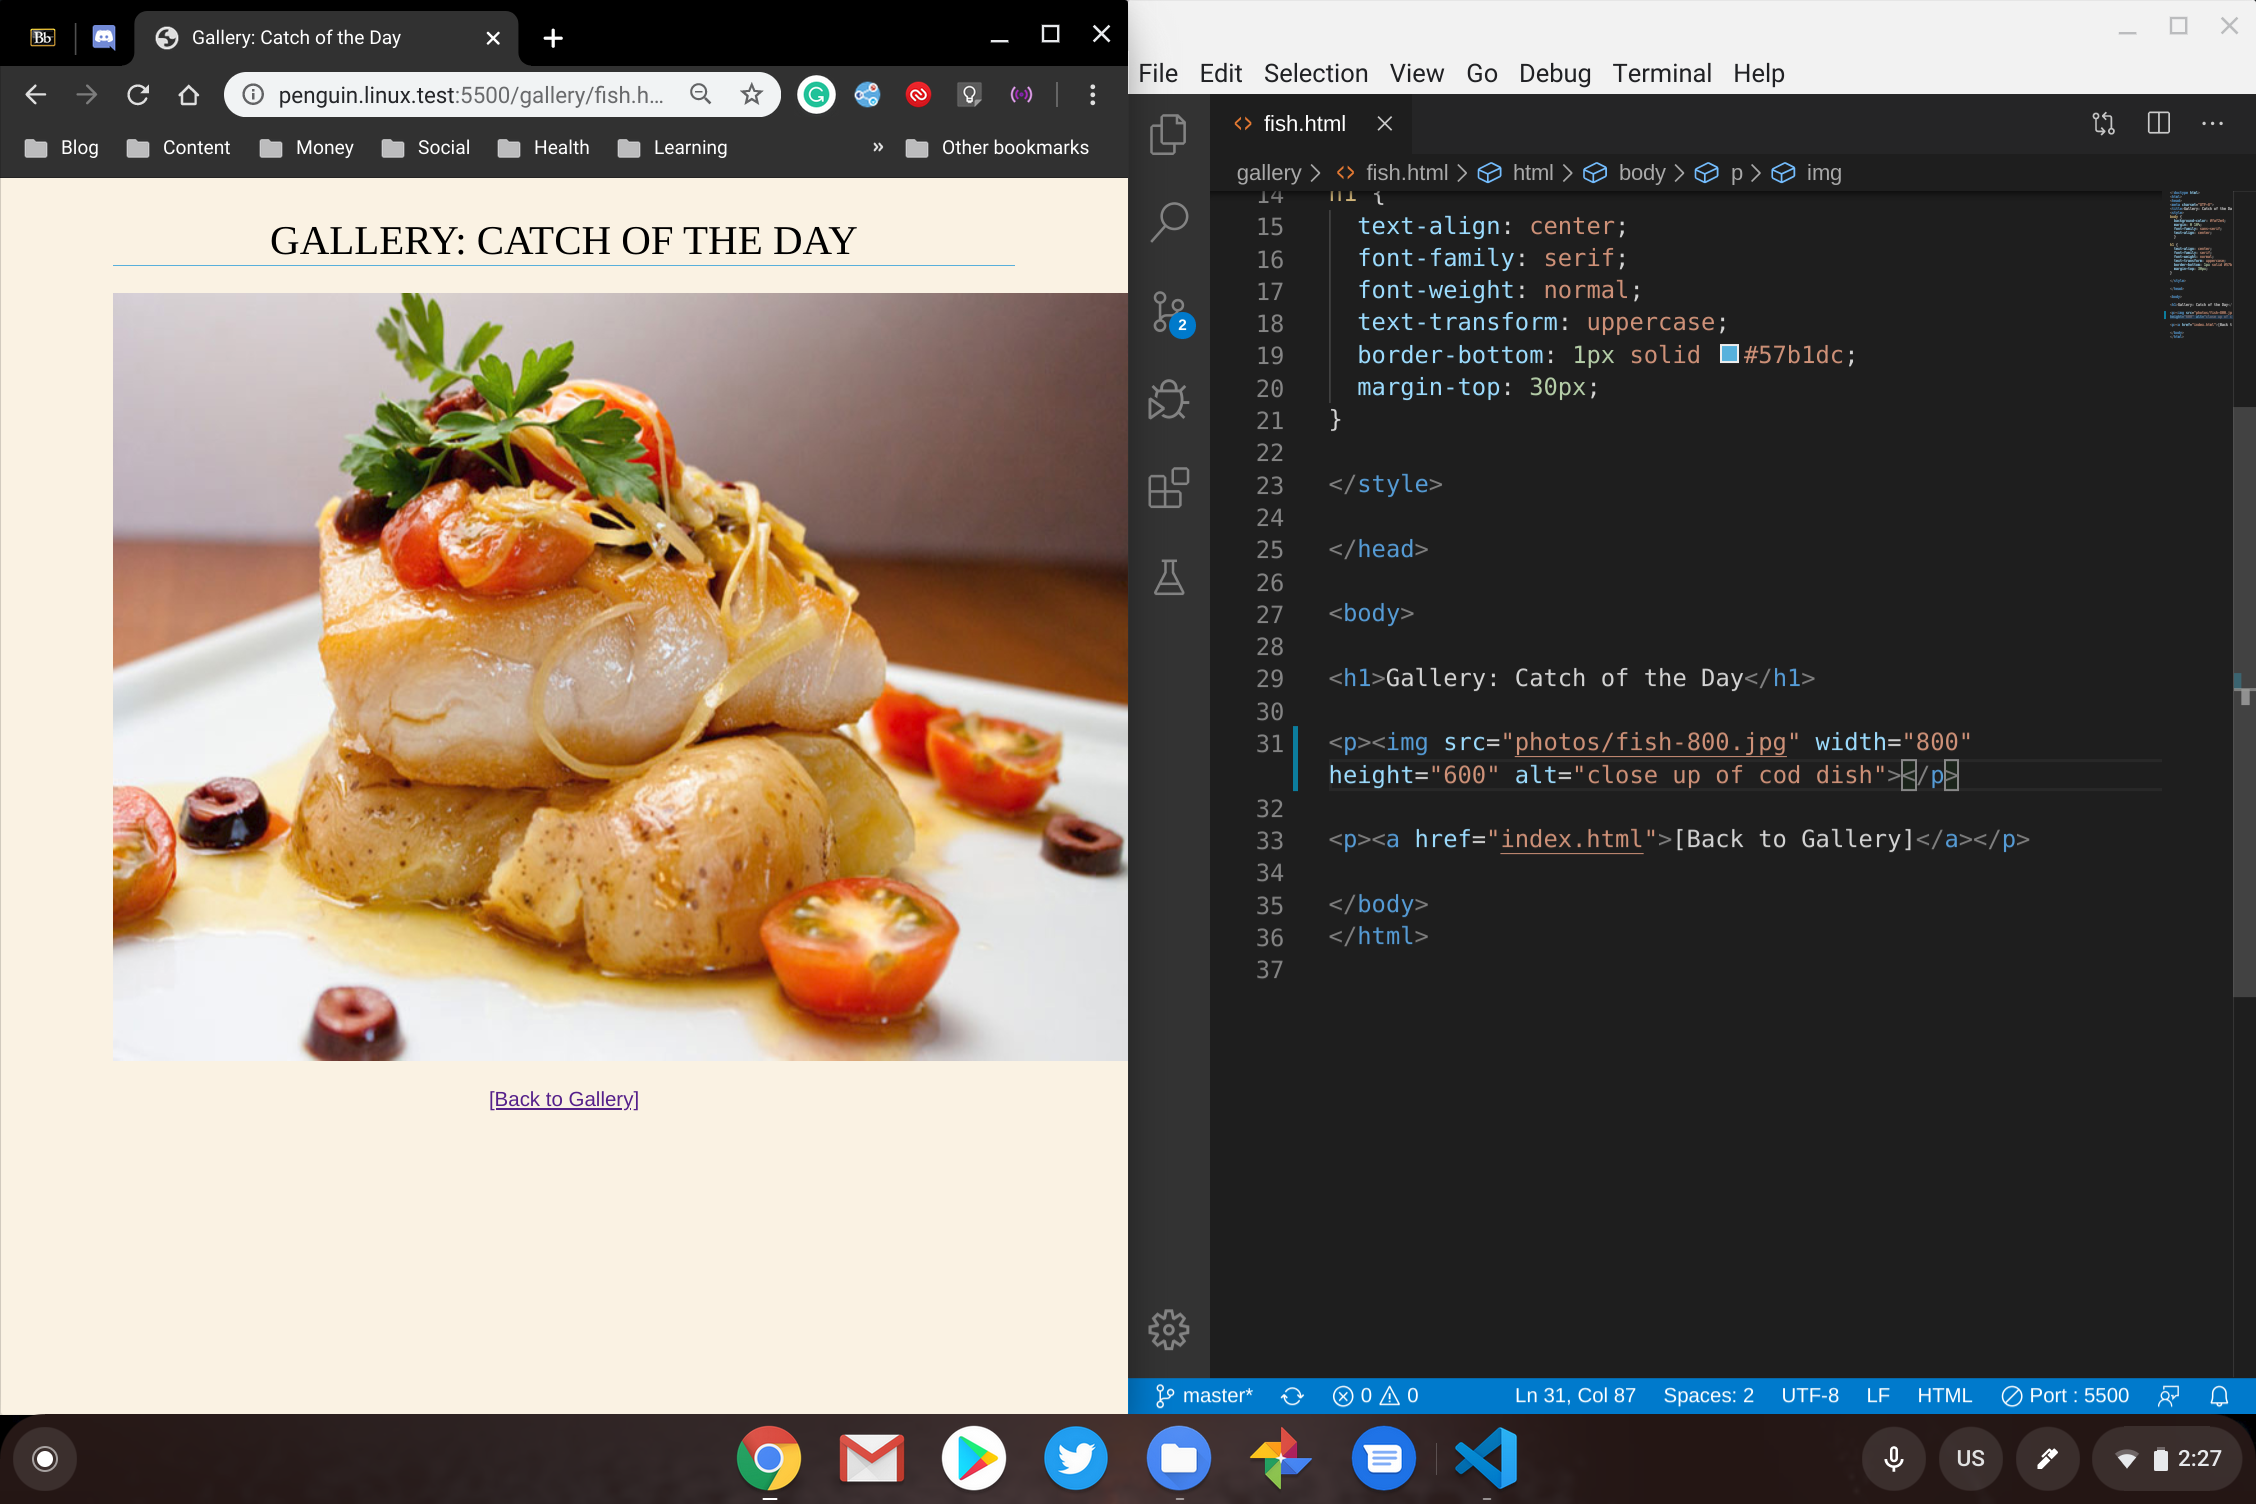 Bb
Gallery: Catch of the Day
penguin.linux.test:5500/gallery/fish.h...
Blog
Content
Money
Social
Health
Learning
»
Other bookmarks
GALLERY: CATCH OF THE DAY
[Back to Gallery]
File Edit Selection View Go Debug Terminal Help
fish.html
gallery > fish.html > html > body > p > img
14 h1 {
15 text-align: center;
16 font-family: serif;
17 font-weight: normal;
18 text-transform: uppercase;
19 border-bottom: 1px solid #57b1dc;
20 margin-top: 30px;
21 }
22
23 </style>
24
25 </head>
26
27 <body>
28
29 <h1>Gallery: Catch of the Day</h1>
30
31 <p><img src="photos/fish-800.jpg" width="800"
height="600" alt="close up of cod dish"></p>
32
33 <p><a href="index.html">[Back to Gallery]</a></p>
34
35 </body>
36 </html>
37
2
master* 0 0 Ln 31, Col 87 Spaces: 2 UTF-8 LF HTML Port : 5500
US 2:27